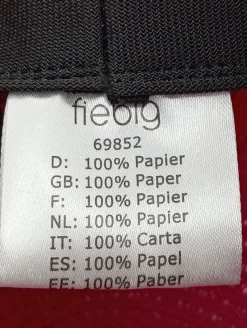 fiebig
69852
D: 100% Papier
GB: 100% Paper
F: 100% Papier
NL: 100% Papier
IT: 100% Carta
ES: 100% Papel
EE: 100% Paber